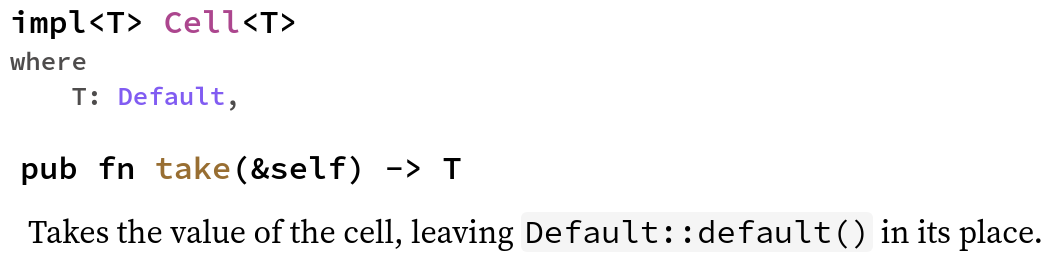 impl<T> Cell<T>
where
    T: Default,
pub fn take(&self) -> T
Takes the value of the cell, leaving Default::default() in its place.